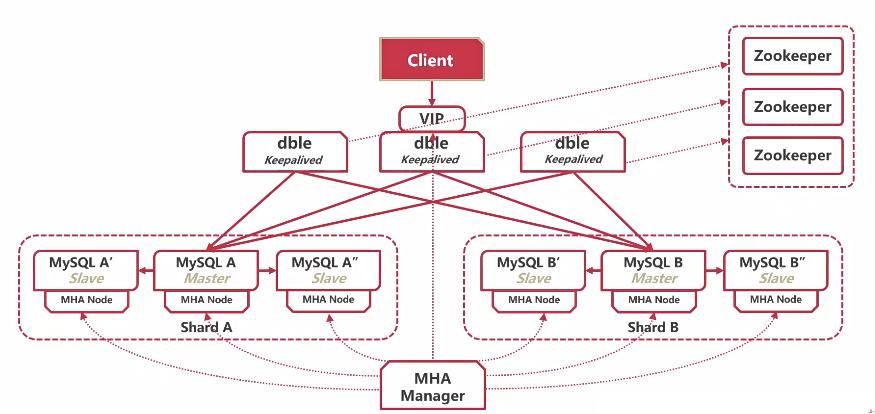 Client
Zookeeper
Zookeeper
Zookeeper
VIP
dble
Keepalived
dble
Keepalived
dble
Keepalived
MySQL A’
Slave
MHA Node
MySQL A
Master
MHA Node
MySQL A”
Slave
MHA Node
Shard A
MySQL B’
Slave
MHA Node
MySQL B
Master
MHA Node
MySQL B”
Slave
MHA Node
Shard B
MHA
Manager